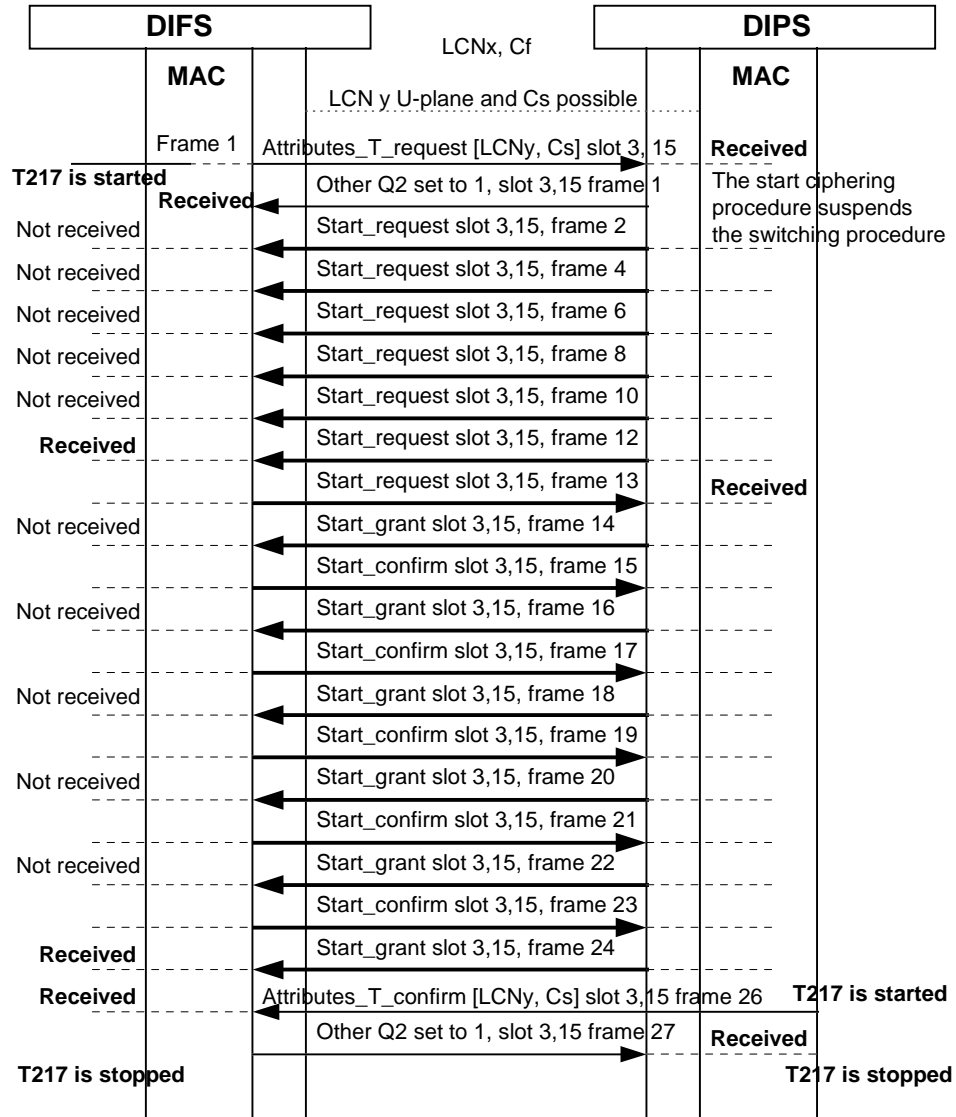 DIFS
DIPS
LCNx, Cf
MAC
MAC
LCN y U-plane and Cs possible
Frame 1
Attributes_T_request [LCNy, Cs] slot 3, 15
Received
T217 is started
Other Q2 set to 1, slot 3,15 frame 1
The start ciphering
Received
procedure suspends
Not received
Start_request slot 3,15, frame 2
the switching procedure
Not received
Start_request slot 3,15, frame 4
Not received
Start_request slot 3,15, frame 6
Not received
Start_request slot 3,15, frame 8
Not received
Start_request slot 3,15, frame 10
Received
Start_request slot 3,15, frame 12
Start_request slot 3,15, frame 13
Received
Not received
Start_grant slot 3,15, frame 14
Start_confirm slot 3,15, frame 15
Not received
Start_grant slot 3,15, frame 16
Start_confirm slot 3,15, frame 17
Not received
Start_grant slot 3,15, frame 18
Start_confirm slot 3,15, frame 19
Not received
Start_grant slot 3,15, frame 20
Start_confirm slot 3,15, frame 21
Not received
Start_grant slot 3,15, frame 22
Start_confirm slot 3,15, frame 23
Received
Start_grant slot 3,15, frame 24
Received
Attributes_T_confirm [LCNy, Cs] slot 3,15 frame 26
T217 is started
Other Q2 set to 1, slot 3,15 frame 27
Received
T217 is stopped
T217 is stopped